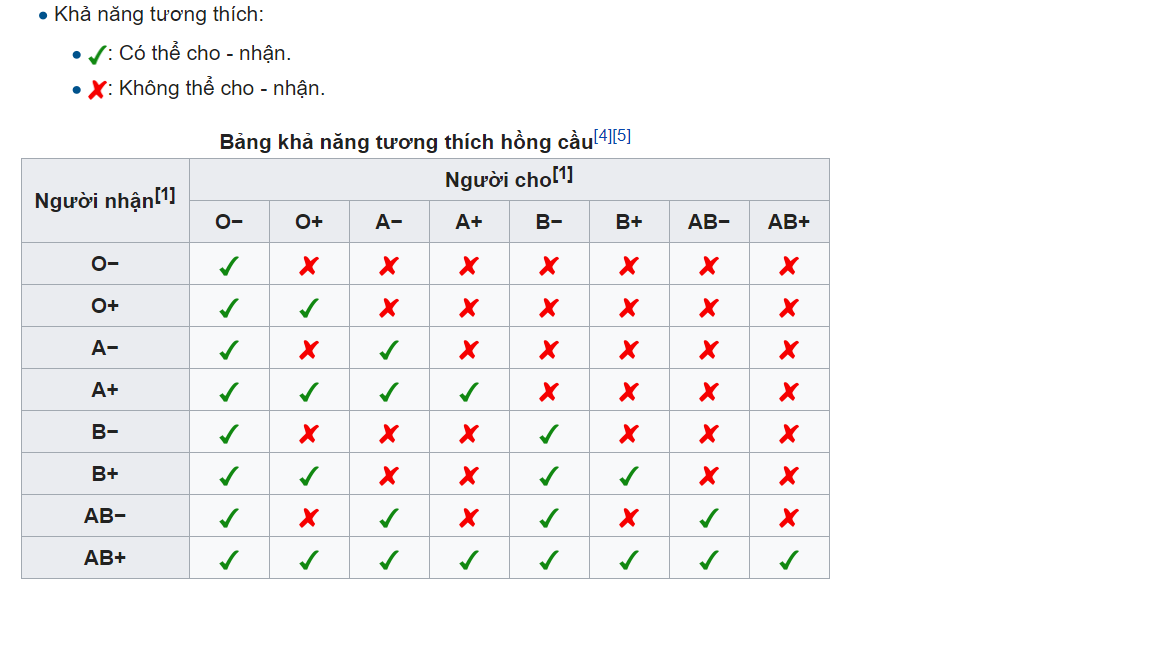 Khả năng tương thích:
✓: Có thể cho - nhận.
✗: Không thể cho - nhận.
Bảng khả năng tương thích hồng cầu[4][5]
Người nhận[1] Người cho[1]
O− O+ A− A+ B− B+ AB− AB+
O− ✓ ✗ ✗ ✗ ✗ ✗ ✗ ✗
O+ ✓ ✓ ✗ ✗ ✗ ✗ ✗ ✗
A− ✓ ✗ ✓ ✗ ✗ ✗ ✗ ✗
A+ ✓ ✓ ✓ ✓ ✗ ✗ ✗ ✗
B− ✓ ✗ ✗ ✗ ✓ ✗ ✗ ✗
B+ ✓ ✓ ✗ ✗ ✓ ✓ ✗ ✗
AB− ✓ ✗ ✓ ✗ ✓ ✗ ✓ ✗
AB+ ✓ ✓ ✓ ✓ ✓ ✓ ✓ ✓